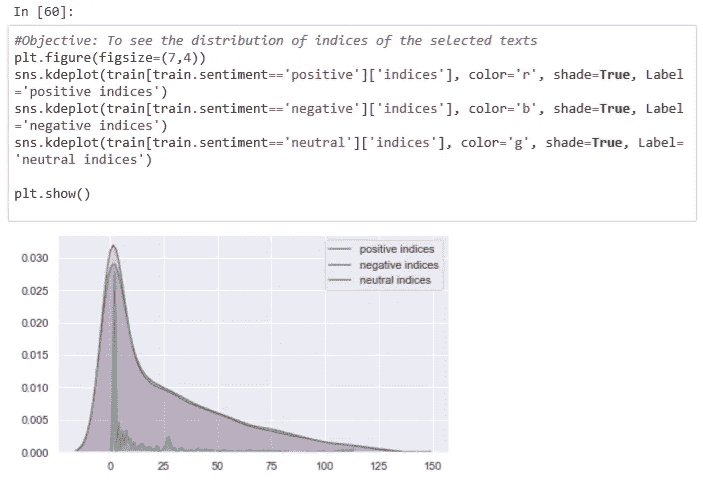 In [60]:
#Objective: To see the distribution of indices of the selected texts
plt.figure(figsize=(7,4))
sns.kdeplot(train[train.sentiment=='positive']['indices'], color='r', shade=True, Label
='positive indices')
sns.kdeplot(train[train.sentiment=='negative']['indices'], color='b', shade=True, Label
='negative indices')
sns.kdeplot(train[train.sentiment=='neutral']['indices'], color='g', shade=True, Label=
'neutral indices')
plt.show()
positive indices
negative indices
neutral indices
0.030
0.025
0.020
0.015
0.010
0.005
0.000
0 25 50 75 100 125 150